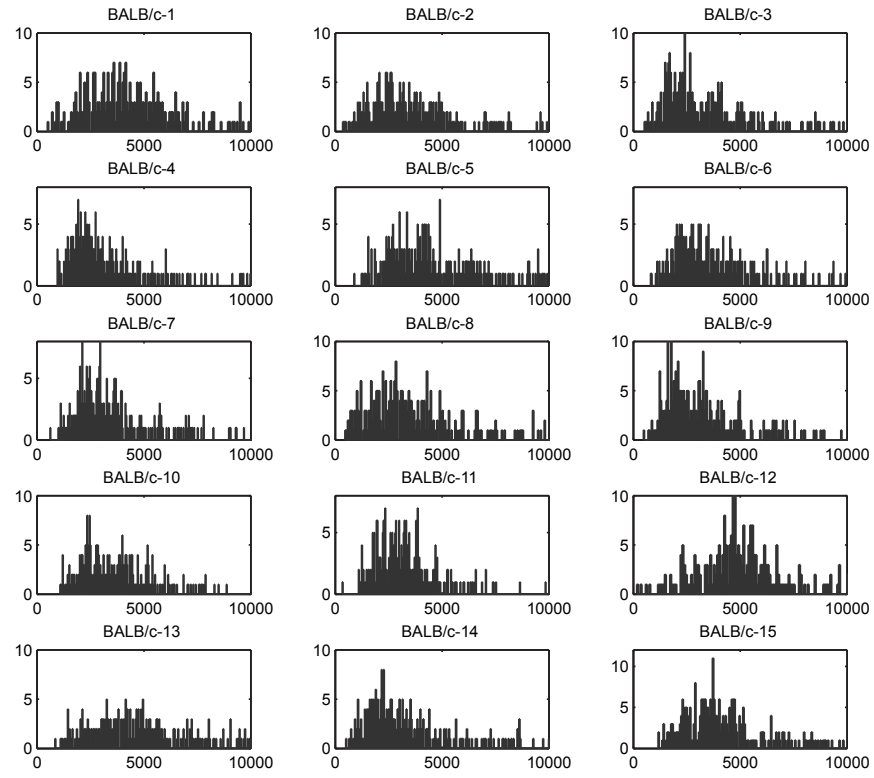 BALB/c-1 BALB/c-2 BALB/c-3
10 10 10
5 5 5
0 0 0
0 5000 10000 0 5000 10000 0 5000 10000
BALB/c-4 BALB/c-5 BALB/c-6
5 5 5
0 0 0
0 5000 10000 0 5000 10000 0 5000 10000
BALB/c-7 BALB/c-8 BALB/c-9
10 10
5 5 5
0 0 0
0 5000 10000 0 5000 10000 0 5000 10000
BALB/c-10 BALB/c-11 BALB/c-12
10 10
5 5 5
0 0 0
0 5000 10000 0 5000 10000 0 5000 10000
BALB/c-13 BALB/c-14 BALB/c-15
10 10 10
5 5 5
0 0 0
0 5000 10000 0 5000 10000 0 5000 10000